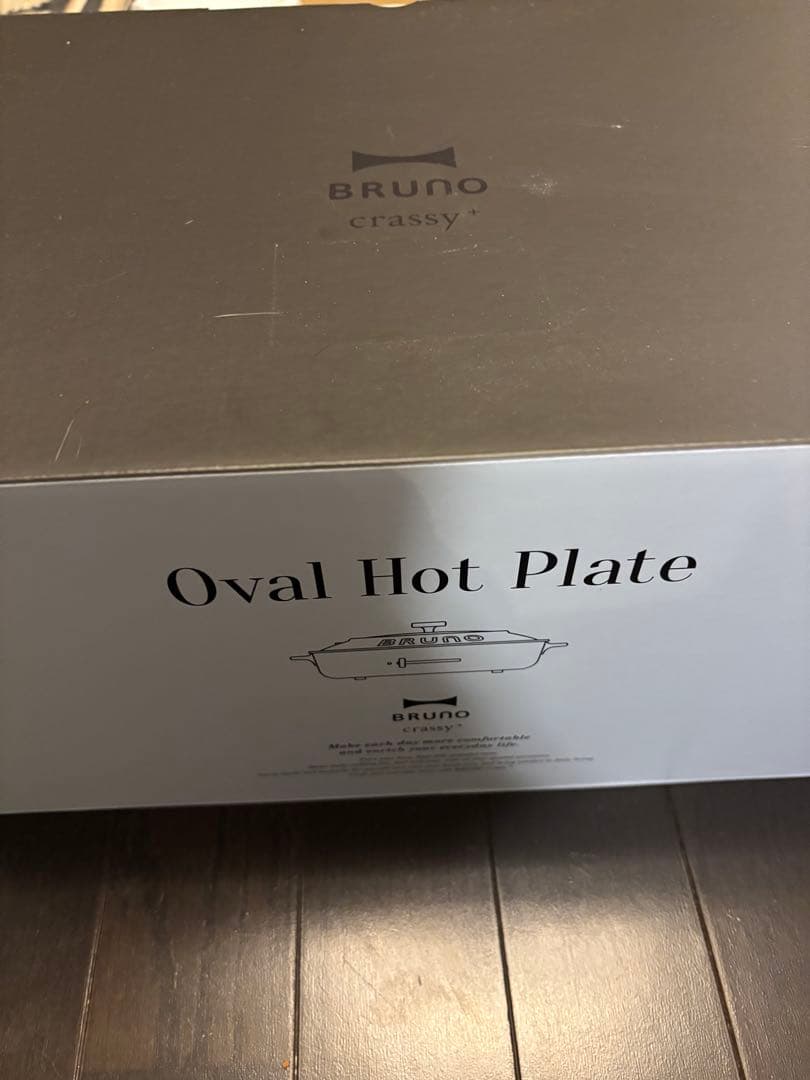 BRUNO
crassy+
Oval Hot Plate
BRUNO
BRUNO
crassy+
Make each day more comfortable
and enrich your everyday life.